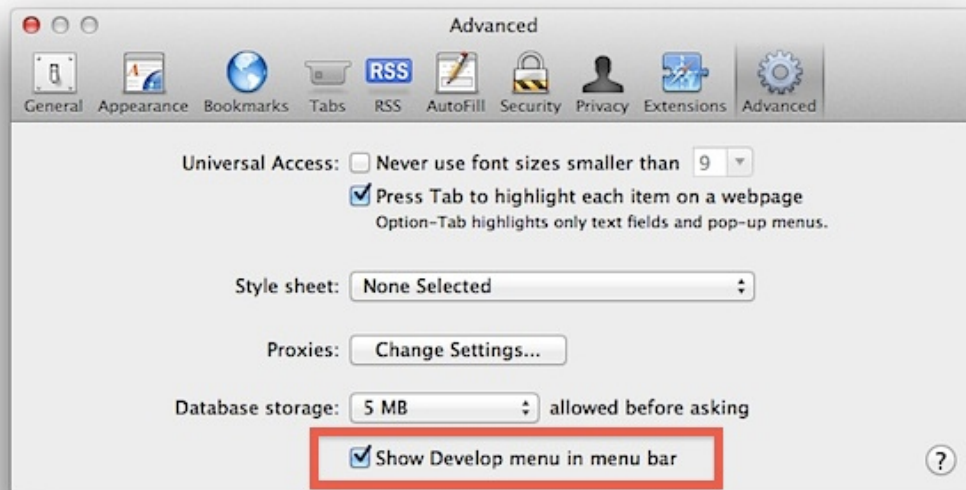 Advanced
RSS
General Appearance Bookmarks Tabs RSS AutoFill Security Privacy Extensions Advanced
Universal Access: Never use font sizes smaller than 9
Press Tab to highlight each item on a webpage
Option-Tab highlights only text fields and pop-up menus.
Style sheet: None Selected
Proxies: Change Settings...
Database storage: 5 MB allowed before asking
Show Develop menu in menu bar
?